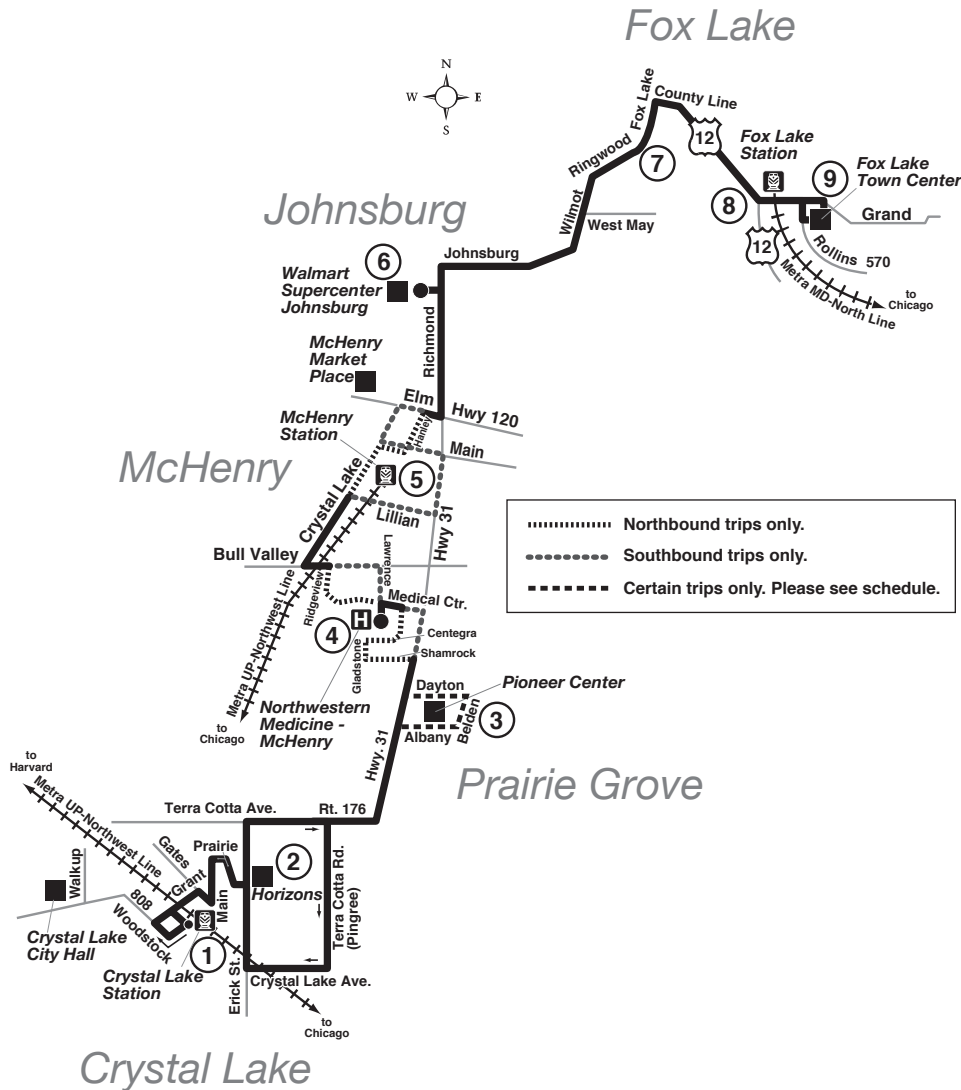 Fox Lake
N
W
E
S
Fox Lake
County Line
12
Fox Lake
Station
Ringwood
7
9
Fox Lake
Town Center
8
Wilmot
West May
Grand
12
Rollins 570
Metra MD-North Line
to
Chicago
Johnsburg
Johnsburg
6
Walmart
Supercenter
Johnsburg
Richmond
McHenry
Market
Place
Elm
Hwy 120
McHenry
Station
Hanley
Main
McHenry
5
Crystal Lake
Lillian
Hwy 31
Northbound trips only.
Southbound trips only.
Certain trips only. Please see schedule.
Bull Valley
Lawrence
Ridgeview
Medical Ctr.
H
4
Centegra
Gladstone
Shamrock
Metra UP-Northwest Line
to
Chicago
Northwestern
Medicine -
McHenry
Dayton
Pioneer Center
Belden
3
Albany
Hwy. 31
Prairie Grove
to
Harvard
Metra UP-Northwest Line
Terra Cotta Ave.
Rt. 176
Gates
Prairie
2
Walkup
Grant
Horizons
Terra Cotta Rd.
(Pingree)
808
Main
Woodstock
Crystal Lake
City Hall
1
Crystal Lake
Station
Erick St.
Crystal Lake Ave.
to
Chicago
Crystal Lake